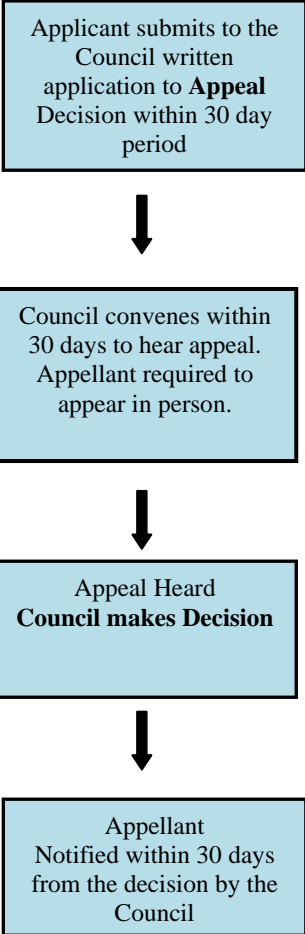 Applicant submits to the
Council written
application to Appeal
Decision within 30 day
period
Council convenes within
30 days to hear appeal.
Appellant required to
appear in person.
Appeal Heard
Council makes Decision
Appellant
Notified within 30 days
from the decision by the
Council